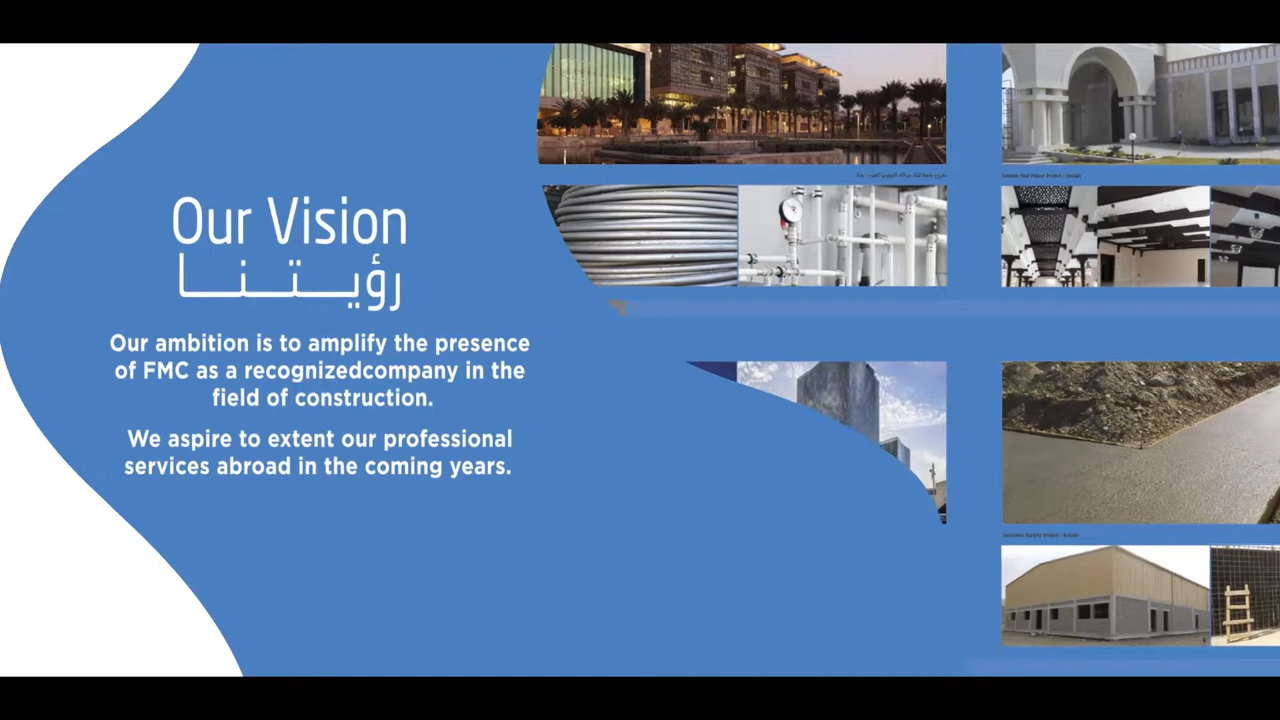 Our Vision
رؤيتنا
Our ambition is to amplify the presence
of FMC as a recognizedcompany in the
field of construction.
We aspire to extent our professional
services abroad in the coming years.